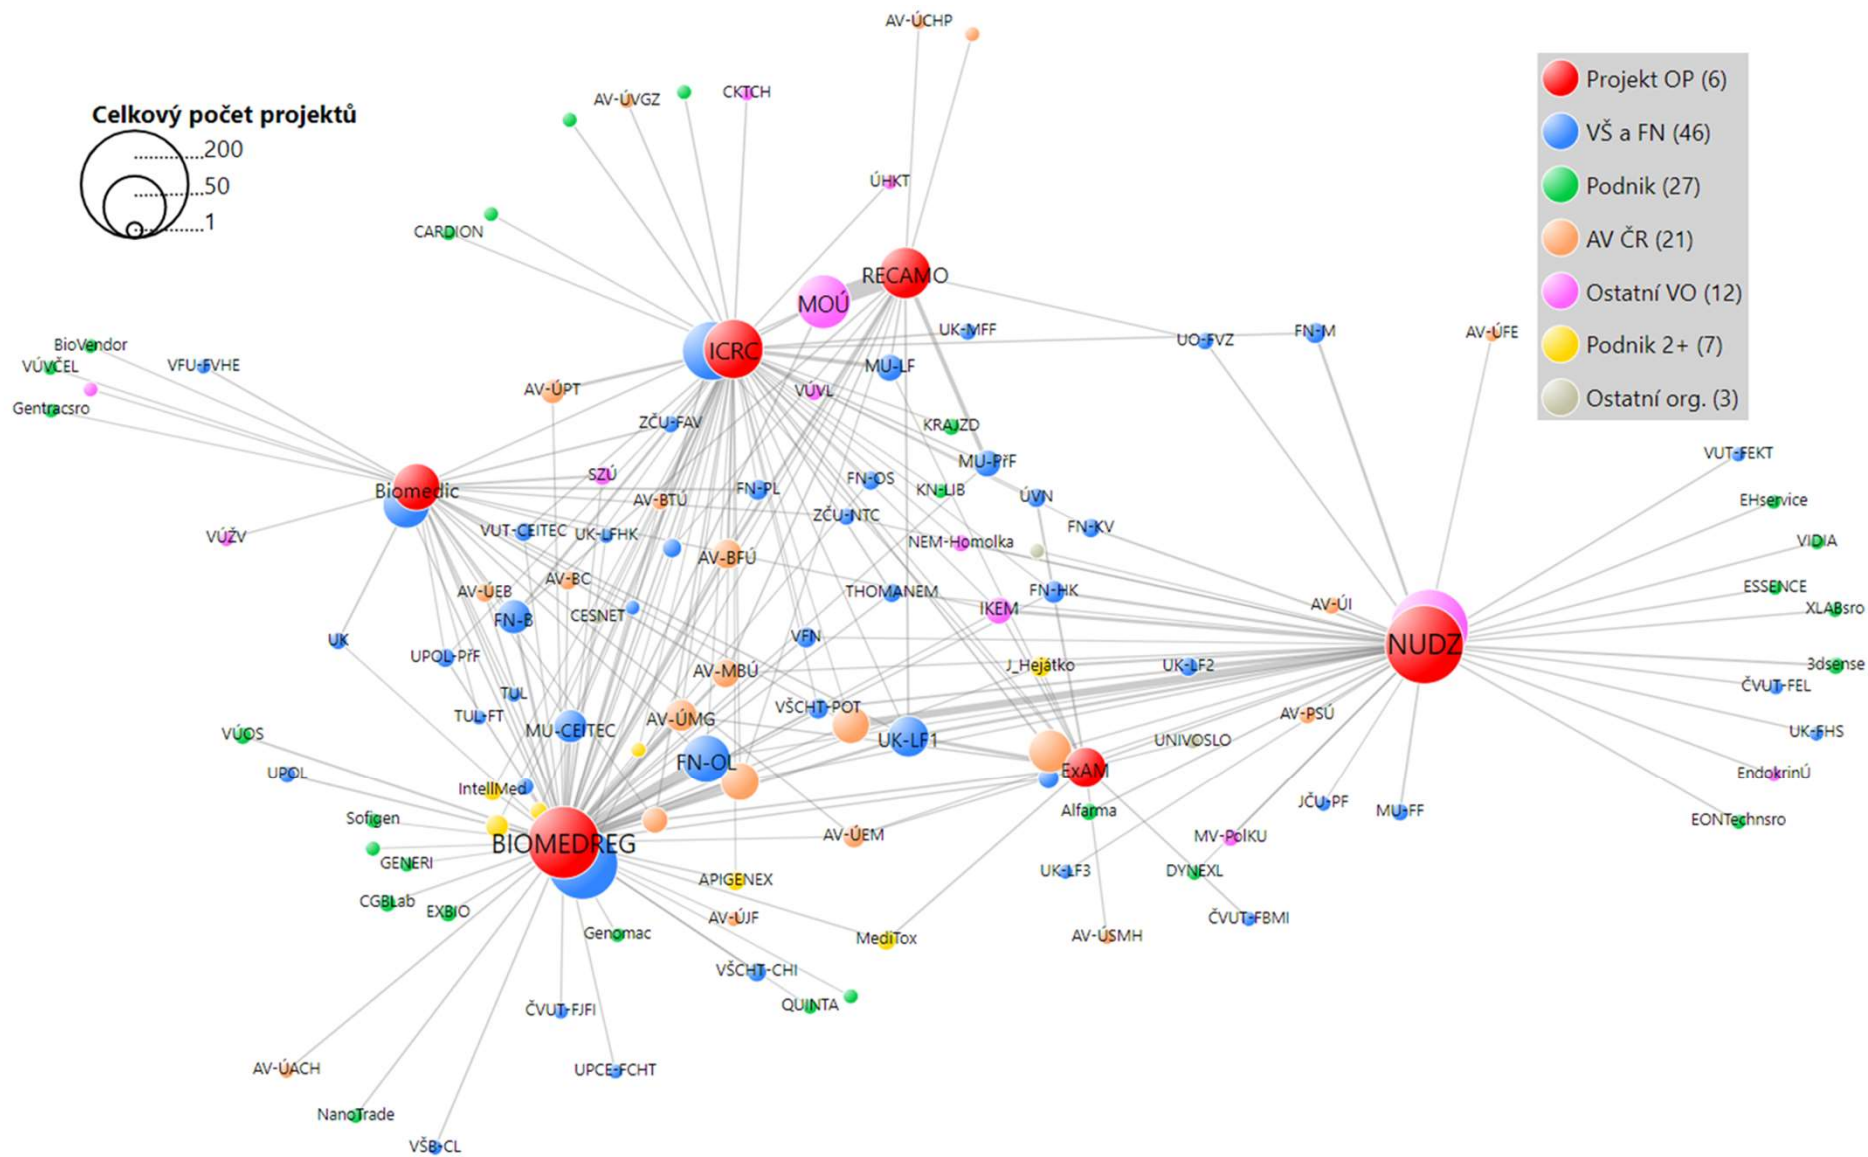 AV-ÚCHP
Celkový počet projektů
200
50
1
Projekt OP (6)
VŠ a FN (46)
Podnik (27)
AV ČR (21)
Ostatní VO (12)
Podnik 2+ (7)
Ostatní org. (3)
AV-ÚVGZ
CKTCH
ÚHKT
CARDION
RECAMO
MOÚ
UK-MFF
UO-FVZ
FN-M
AV-ÚFE
BioVendor
VÚVČEL
VFU-FVHE
ICRC
MU-LF
AV-ÚPT
VÚVL
Gentracsro
ZČU-FAV
KRAJZD
VUT-FEKT
MU-PřF
SZÚ
FN-OS
Biomedic
FN-PL
KN-LIB
ÚVN
AV-BTÚ
EHservice
ZČU-NTC
FN-KV
VÚŽV
VUT-CEITEC
UK-LFHK
NEM-Homolka
VIDIA
AV-BFÚ
AV-BC
ESSENCE
AV-ÚEB
THOMANEM
FN-HK
AV-ÚI
XLABsro
IKEM
CESNET
FN-B
UK
VFN
NUDZ
UPOL-PřF
AV-MBÚ
J_Hejátko
UK-LF2
3dsense
ČVUT-FEL
TUL
VŠCHT-POT
AV-PSÚ
TUL-FT
AV-ÚMG
MU-CEITEC
UK-LF1
UNIVOSLO
UK-FHS
VÚOS
FN-OL
ExAM
UPOL
EndokrinÚ
IntellMed
JČU-PF
MU-FF
Alfarma
Sofigen
EONTechnsro
AV-ÚEM
MV-PolKU
BIOMEDREG
GENERI
UK-LF3
DYNEXL
APIGENEX
CGBLab
EXBIO
AV-ÚJF
ČVUT-FBMI
Genomac
MediTox
AV-ÚSMH
VŠCHT-CHI
QUINTA
ČVUT-FJFI
AV-ÚACH
UPCE-FCHT
NanoTrade
VŠB-CL